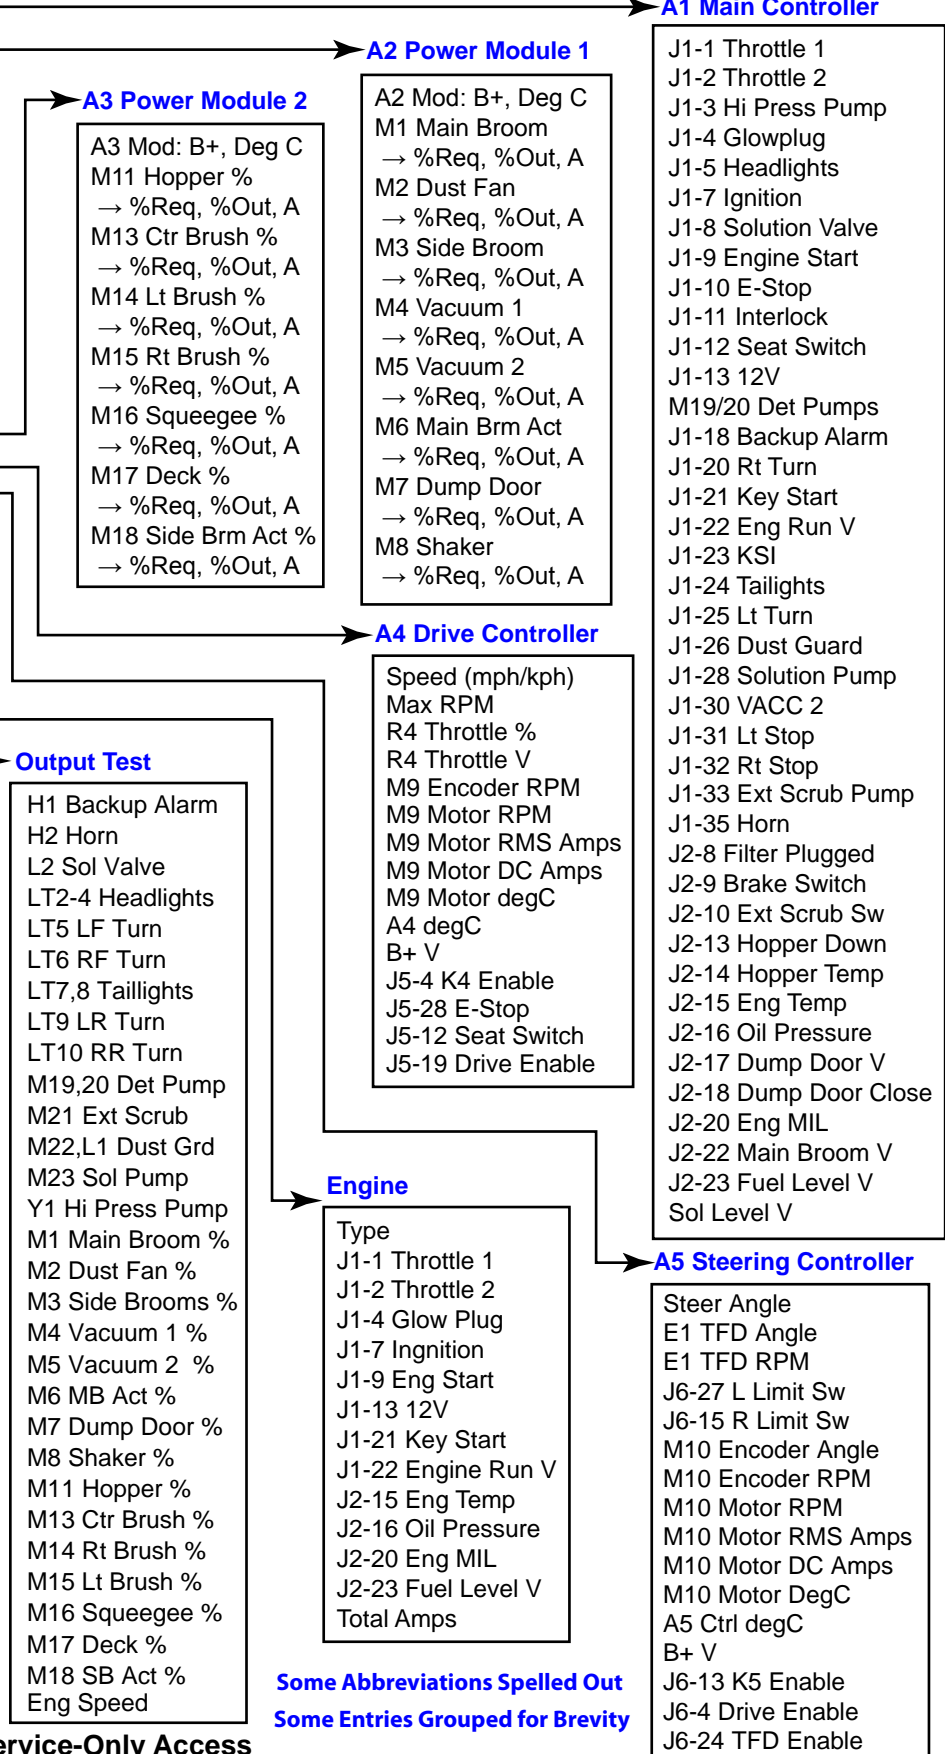 A1 Main Controller
J1-1 Throttle 1
J1-2 Throttle 2
J1-3 Hi Press Pump
J1-4 Glowplug
J1-5 Headlights
J1-7 Ignition
J1-8 Solution Valve
J1-9 Engine Start
J1-10 E-Stop
J1-11 Interlock
J1-12 Seat Switch
J1-13 12V
M19/20 Det Pumps
J1-18 Backup Alarm
J1-20 Rt Turn
J1-21 Key Start
J1-22 Eng Run V
J1-23 KSI
J1-24 Tailights
J1-25 Lt Turn
J1-26 Dust Guard
J1-28 Solution Pump
J1-30 VACC 2
J1-31 Lt Stop
J1-32 Rt Stop
J1-33 Ext Scrub Pump
J1-35 Horn
J2-8 Filter Plugged
J2-9 Brake Switch
J2-10 Ext Scrub Sw
J2-13 Hopper Down
J2-14 Hopper Temp
J2-15 Eng Temp
J2-16 Oil Pressure
J2-17 Dump Door V
J2-18 Dump Door Close
J2-20 Eng MIL
J2-22 Main Broom V
J2-23 Fuel Level V
Sol Level V
A2 Power Module 1
A2 Mod: B+, Deg C
M1 Main Broom
→ %Req, %Out, A
M2 Dust Fan
→ %Req, %Out, A
M3 Side Broom
→ %Req, %Out, A
M4 Vacuum 1
→ %Req, %Out, A
M5 Vacuum 2
→ %Req, %Out, A
M6 Main Brm Act
→ %Req, %Out, A
M7 Dump Door
→ %Req, %Out, A
M8 Shaker
→ %Req, %Out, A
A3 Power Module 2
A3 Mod: B+, Deg C
M11 Hopper %
→ %Req, %Out, A
M13 Ctr Brush %
→ %Req, %Out, A
M14 Lt Brush %
→ %Req, %Out, A
M15 Rt Brush %
→ %Req, %Out, A
M16 Squeegee %
→ %Req, %Out, A
M17 Deck %
→ %Req, %Out, A
M18 Side Brm Act %
→ %Req, %Out, A
A4 Drive Controller
Speed (mph/kph)
Max RPM
R4 Throttle %
R4 Throttle V
M9 Encoder RPM
M9 Motor RPM
M9 Motor RMS Amps
M9 Motor DC Amps
M9 Motor degC
A4 degC
B+ V
J5-4 K4 Enable
J5-28 E-Stop
J5-12 Seat Switch
J5-19 Drive Enable
Output Test
H1 Backup Alarm
H2 Horn
L2 Sol Valve
LT2-4 Headlights
LT5 LF Turn
LT6 RF Turn
LT7,8 Taillights
LT9 LR Turn
LT10 RR Turn
M19,20 Det Pump
M21 Ext Scrub
M22,L1 Dust Grd
M23 Sol Pump
Y1 Hi Press Pump
M1 Main Broom %
M2 Dust Fan %
M3 Side Brooms %
M4 Vacuum 1 %
M5 Vacuum 2 %
M6 MB Act %
M7 Dump Door %
M8 Shaker %
M11 Hopper %
M13 Ctr Brush %
M14 Rt Brush %
M15 Lt Brush %
M16 Squeegee %
M17 Deck %
M18 SB Act %
Eng Speed
Engine
Type
J1-1 Throttle 1
J1-2 Throttle 2
J1-4 Glow Plug
J1-7 Ingnition
J1-9 Eng Start
J1-13 12V
J1-21 Key Start
J1-22 Engine Run V
J2-15 Eng Temp
J2-16 Oil Pressure
J2-20 Eng MIL
J2-23 Fuel Level V
Total Amps
A5 Steering Controller
Steer Angle
E1 TFD Angle
E1 TFD RPM
J6-27 L Limit Sw
J6-15 R Limit Sw
M10 Encoder Angle
M10 Encoder RPM
M10 Motor RPM
M10 Motor RMS Amps
M10 Motor DC Amps
M10 Motor DegC
A5 Ctrl degC
B+ V
J6-13 K5 Enable
J6-4 Drive Enable
J6-24 TFD Enable
Some Abbreviations Spelled Out
Some Entries Grouped for Brevity
ervice-Only Access